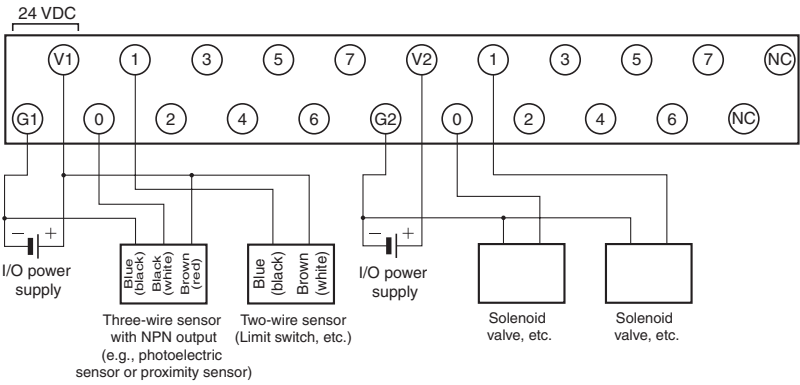 24 VDC
V1 1 3 5 7 V2 1 3 5 7 NC
G1 0 2 4 6 G2 0 2 4 6 NC
− +
I/O power
supply
Blue
(black)
Black
(white)
Brown
(red)
Three-wire sensor
with NPN output
(e.g., photoelectric
sensor or proximity sensor)
Blue
(black)
Brown
(white)
Two-wire sensor
(Limit switch, etc.)
− +
I/O power
supply
Solenoid
valve, etc.
Solenoid
valve, etc.